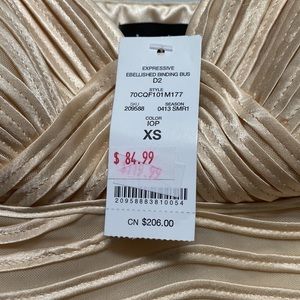 EXPRESSIVE
EBELLISHED BINDING BUS
D2
STYLE
70CQF101M177
SKU
209588
SEASON
0413 SMR1
COLOR
IOP
XS
$ 84.99
20958883810054
CN $206.00